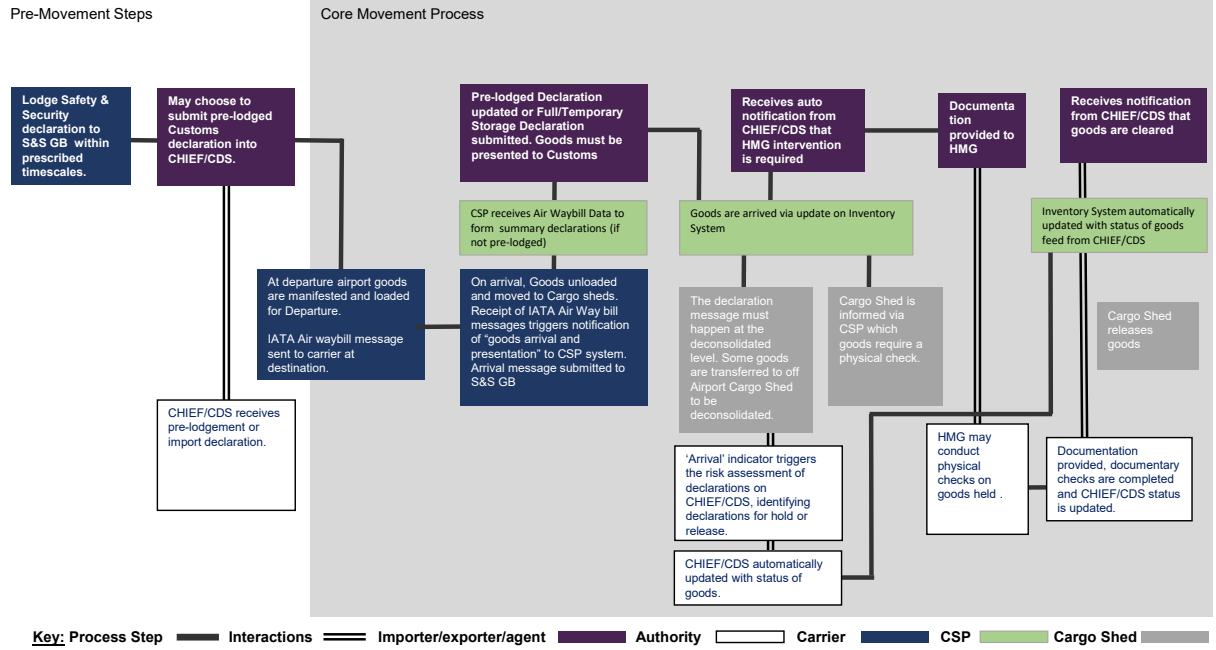 Pre-Movement Steps
Core Movement Process
Lodge Safety &
Security
declaration to
S&S GB within
prescribed
timescales.
May choose to
submit pre-lodged
Customs
declaration into
CHIEF/CDS.
Pre-lodged Declaration
updated or Full/Temporary
Storage Declaration
submitted. Goods must be
presented to Customs
Receives auto
notification from
CHIEF/CDS that
HMG intervention
is required
Documenta
tion
provided to
HMG
Receives notification
from CHIEF/CDS that
goods are cleared
CSP receives Air Waybill Data to
form summary declarations (if
not pre-lodged)
Goods are arrived via update on Inventory
System
Inventory System automatically
updated with status of goods
feed from CHIEF/CDS
At departure airport goods
are manifested and loaded
for Departure.
IATA Air waybill message
sent to carrier at
destination.
On arrival, Goods unloaded
and moved to Cargo sheds.
Receipt of IATA Air Way bill
messages triggers notification
of “goods arrival and
presentation” to CSP system.
Arrival message submitted to
S&S GB
The declaration
message must
happen at the
deconsolidated
level. Some goods
are transferred to off
Airport Cargo Shed
to be
deconsolidated.
Cargo Shed is
informed via
CSP which
goods require a
physical check.
Cargo Shed
releases
goods
CHIEF/CDS receives
pre-lodgement or
import declaration.
‘Arrival’ indicator triggers
the risk assessment of
declarations on
CHIEF/CDS, identifying
declarations for hold or
release.
HMG may
conduct
physical
checks on
goods held .
Documentation
provided, documentary
checks are completed
and CHIEF/CDS status
is updated.
CHIEF/CDS automatically
updated with status of
goods.
Key: Process Step Interactions Importer/exporter/agent Authority Carrier CSP Cargo Shed